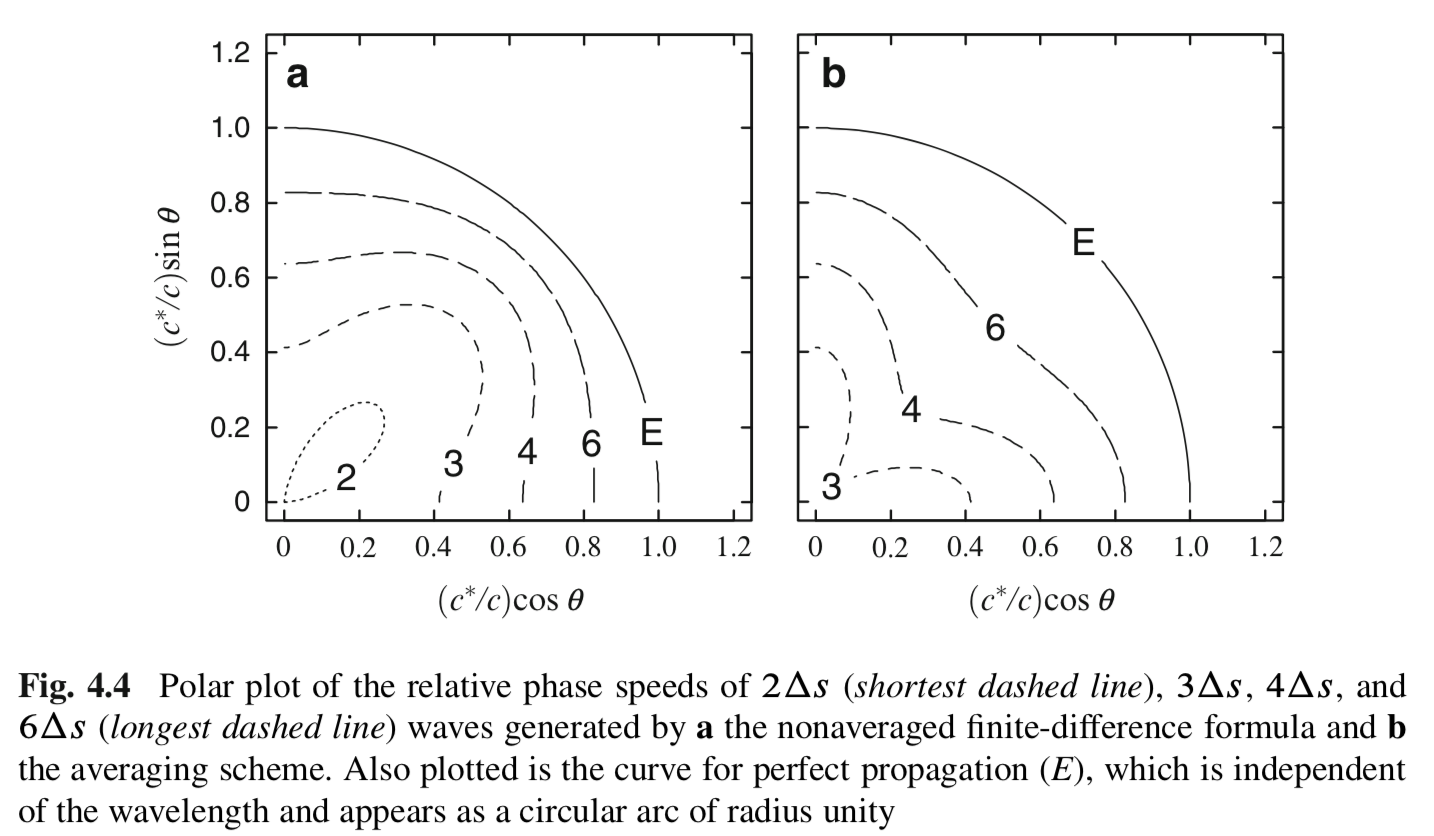 a
b
1.2
1.0
0.8
0.6
0.4
0.2
0
(c*/c)sin θ
E
6
4
3
2
E
6
4
3
0 0.2 0.4 0.6 0.8 1.0 1.2
0 0.2 0.4 0.6 0.8 1.0 1.2
(c*/c)cos θ
(c*/c)cos θ
Fig. 4.4 Polar plot of the relative phase speeds of 2Δs (shortest dashed line), 3Δs, 4Δs, and
6Δs (longest dashed line) waves generated by a the nonaveraged finite-difference formula and b
the averaging scheme. Also plotted is the curve for perfect propagation (E), which is independent
of the wavelength and appears as a circular arc of radius unity